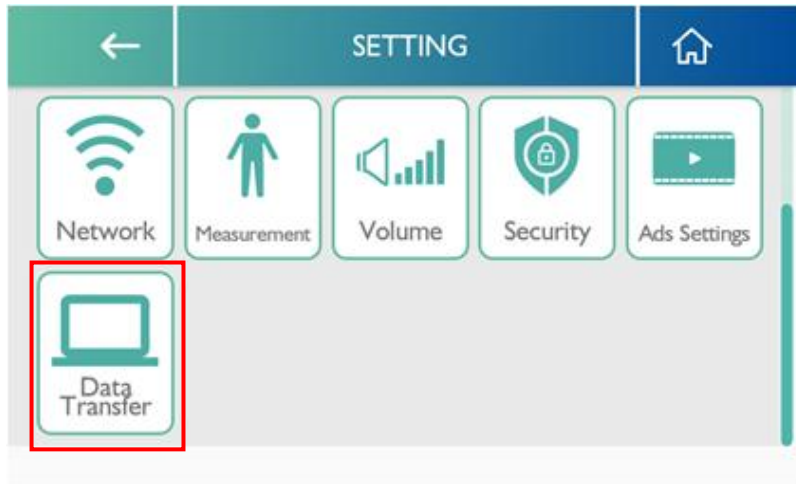 SETTING
Network
Measurement
Volume
Security
Ads Settings
Data
Transfer